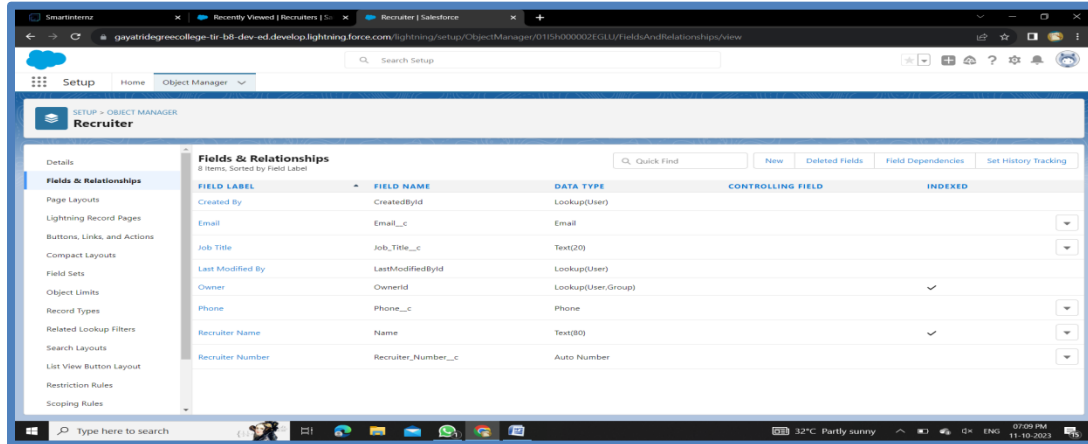 Smartinternz
Recently Viewed | Recruiters | Sa
Recruiter | Salesforce
gayatridegreecollege-tir-b8-dev-ed.develop.lightning.force.com/lightning/setup/ObjectManager/01I5h000002EGLU/FieldsAndRelationships/view
Search Setup
Setup Home Object Manager
SETUP > OBJECT MANAGER
Recruiter
Details
Fields & Relationships
Page Layouts
Lightning Record Pages
Buttons, Links, and Actions
Compact Layouts
Field Sets
Object Limits
Record Types
Related Lookup Filters
Search Layouts
List View Button Layout
Restriction Rules
Scoping Rules
Fields & Relationships
8 Items, Sorted by Field Label
Quick Find New Deleted Fields Field Dependencies Set History Tracking
FIELD LABEL FIELD NAME DATA TYPE CONTROLLING FIELD INDEXED
Created By CreatedById Lookup(User)
Email Email__c Email
Job Title Job_Title__c Text(20)
Last Modified By LastModifiedById Lookup(User)
Owner OwnerId Lookup(User,Group)
Phone Phone__c Phone
Recruiter Name Name Text(80)
Recruiter Number Recruiter_Number__c Auto Number
Type here to search
32°C Partly sunny
ENG
07:09 PM
11-10-2023
15